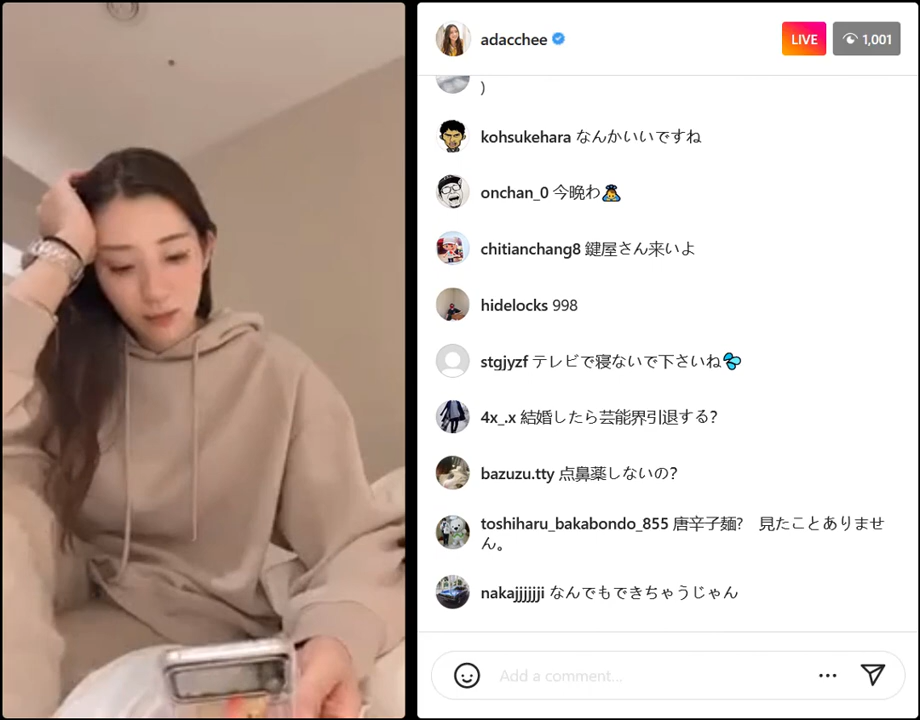 adacchee
LIVE
1,001
)
kohsukehara なんかいいですね
onchan_0 今晩わ🙇
chitianchang8 鍵屋さん来いよ
hidelocks 998
stgjyzf テレビで寝ないで下さいね💦
4x_.x 結婚したら芸能界引退する?
bazuzu.tty 点鼻薬しないの?
toshiharu_bakabondo_855 唐辛子麺? 見たことありませ
ん。
nakajjjjjji なんでもできちゃうじゃん
Add a comment...